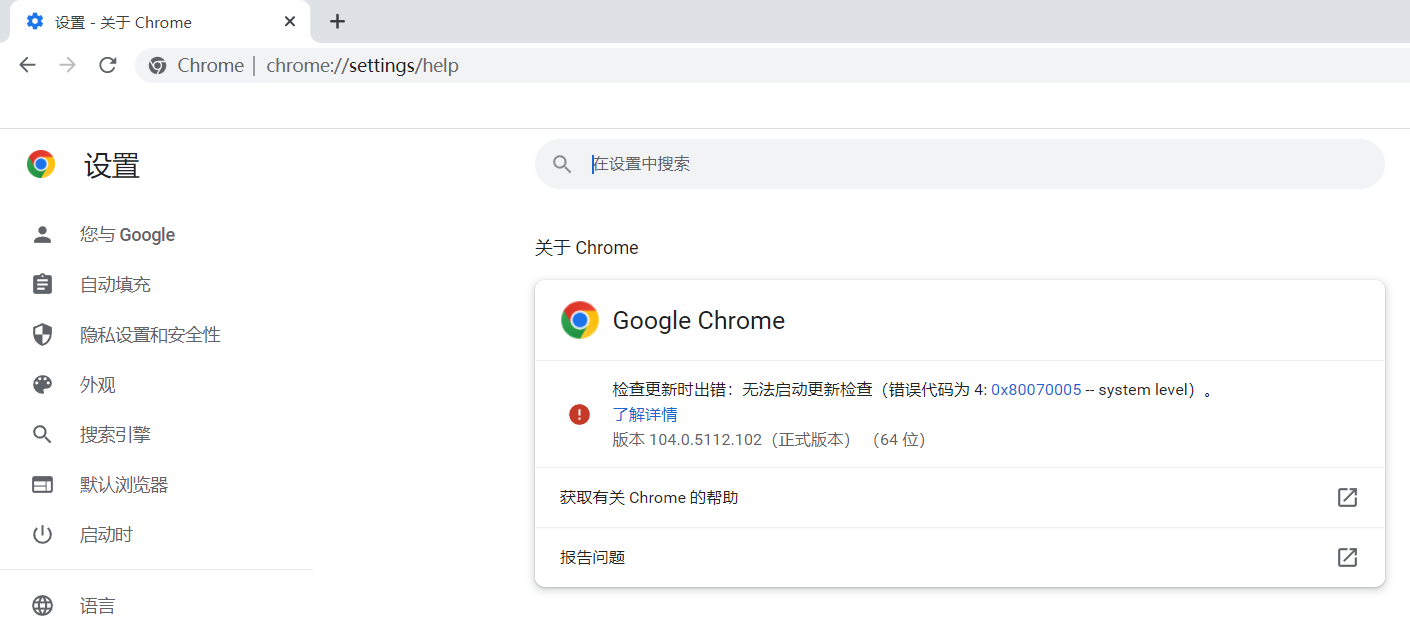 设置 - 关于 Chrome
Chrome | chrome://settings/help
设置
在设置中搜索
您与 Google
自动填充
隐私设置和安全性
外观
搜索引擎
默认浏览器
启动时
语言
关于 Chrome
Google Chrome
检查更新时出错：无法启动更新检查（错误代码为 4: 0x80070005 -- system level）。
了解详情
版本 104.0.5112.102（正式版本） （64 位）
获取有关 Chrome 的帮助
报告问题